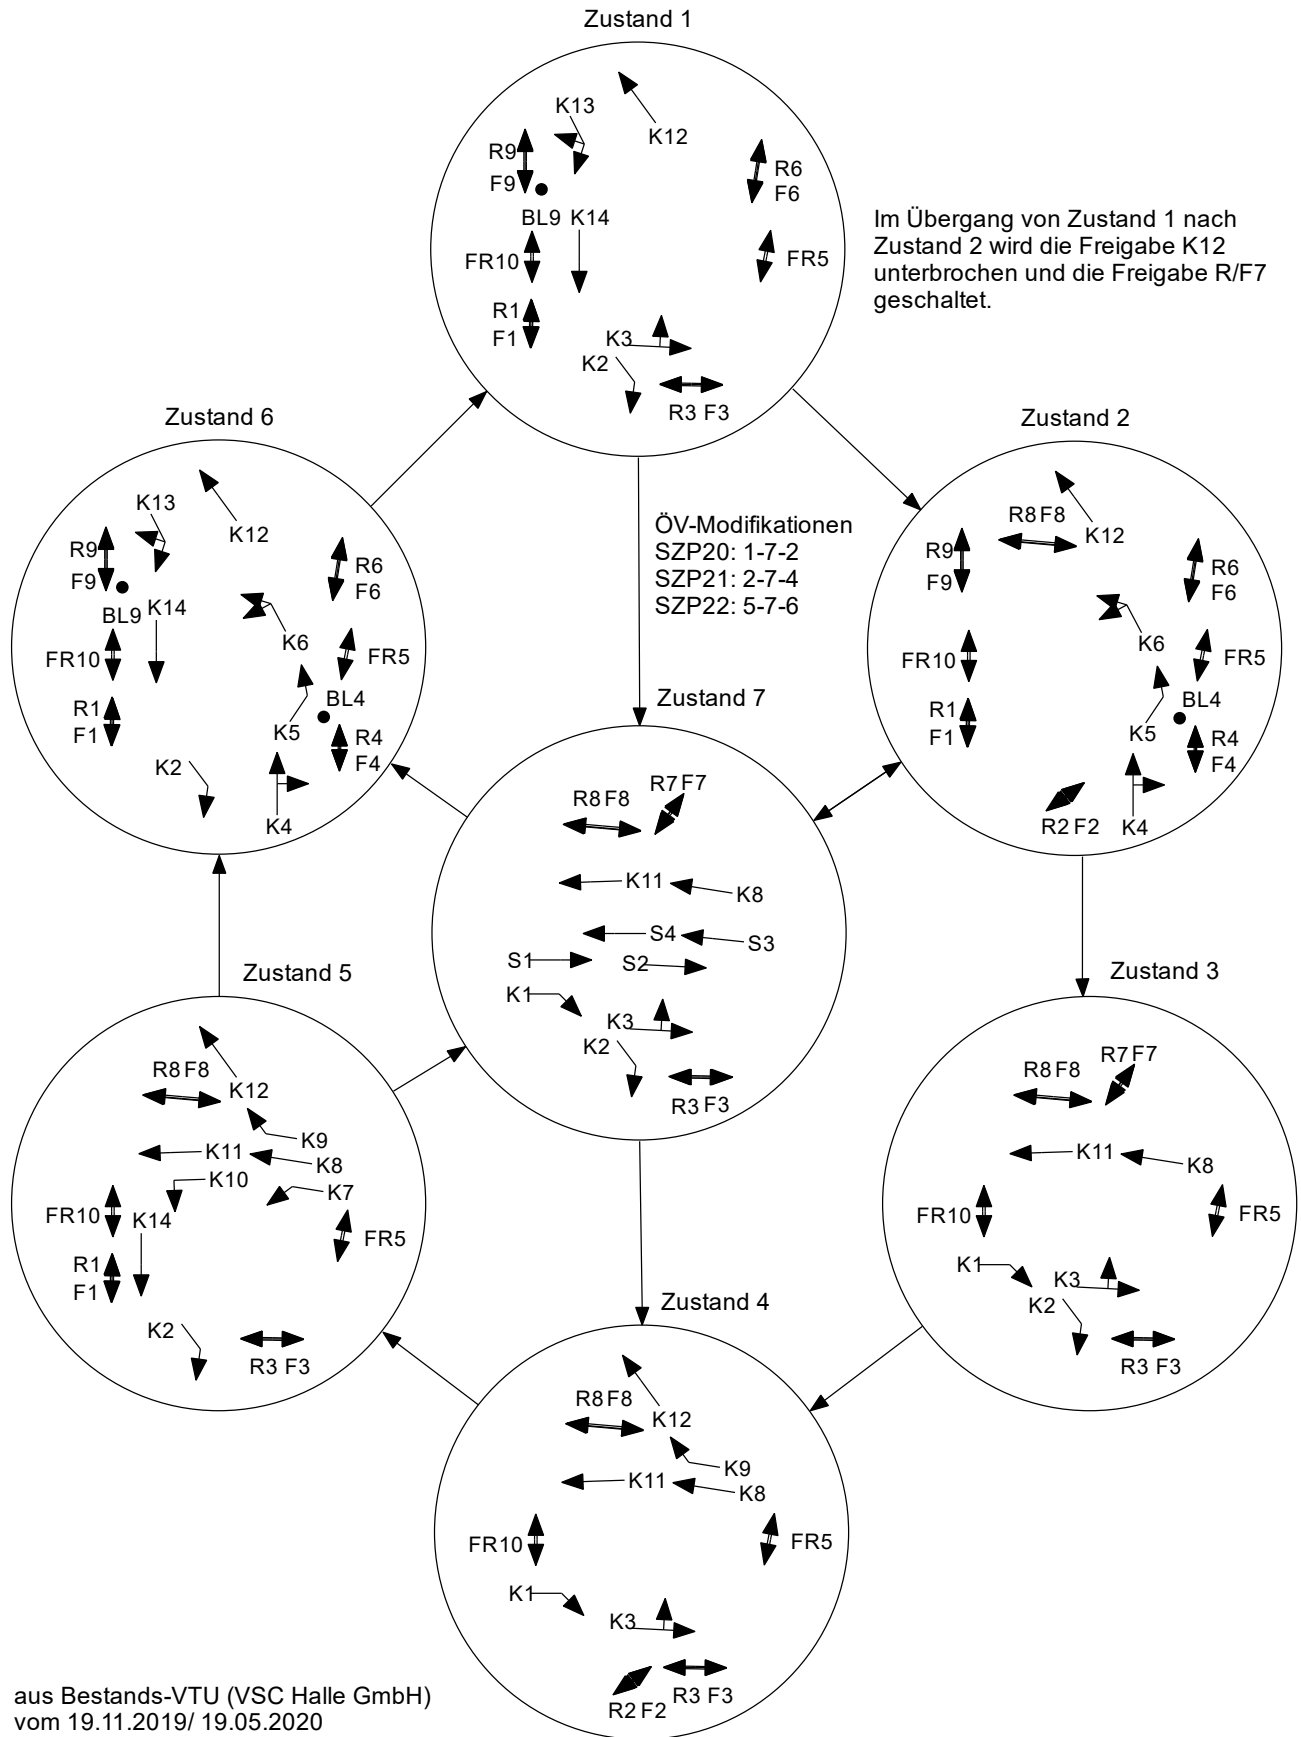 Zustand 1
K13
K12
R9
R6
F9
F6
BL9 K14
FR10
FR5
R1
F1
K3
K2
R3 F3
Im Übergang von Zustand 1 nach
Zustand 2 wird die Freigabe K12
unterbrochen und die Freigabe R/F7
geschaltet.
Zustand 6
K13
K12
R9
R6
F9
F6
BL9 K14
K6
FR10
FR5
BL4
R1
F1
K5
R4
F4
K2
K4
ÖV-Modifikationen
SZP20: 1-7-2
SZP21: 2-7-4
SZP22: 5-7-6
Zustand 2
R8 F8
K12
R9
R6
F9
F6
K6
FR10
FR5
BL4
R1
F1
K5
R4
F4
R2 F2
K4
Zustand 7
R7 F7
R8 F8
K11
K8
S4
S3
S1
S2
K1
K3
K2
R3 F3
Zustand 5
R8 F8
K12
K9
K11
K8
K10
K7
FR10
K14
FR5
R1
F1
K2
R3 F3
Zustand 3
R7 F7
R8 F8
K11
K8
FR10
FR5
K1
K3
K2
R3 F3
Zustand 4
R8 F8
K12
K9
K11
K8
FR10
FR5
K1
K3
R3 F3
R2 F2
aus Bestands-VTU (VSC Halle GmbH)
vom 19.11.2019/ 19.05.2020